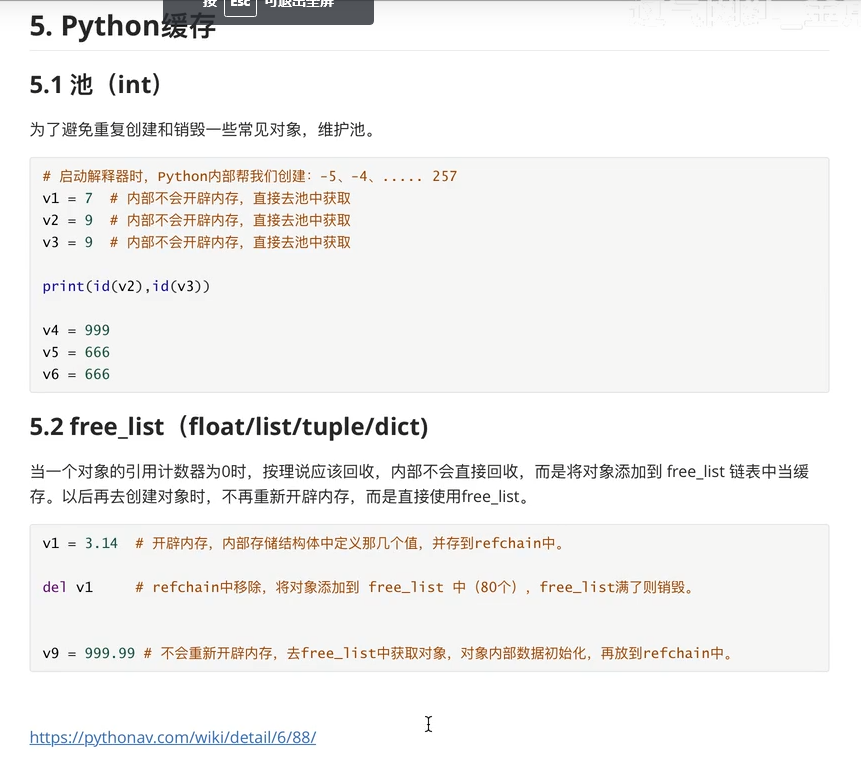 按 Esc 可退出全屏
5. Python缓存
5.1 池（int）
为了避免重复创建和销毁一些常见对象，维护池。
# 启动解释器时，Python内部帮我们创建：-5、-4、..... 257
v1 = 7  # 内部不会开辟内存，直接去池中获取
v2 = 9  # 内部不会开辟内存，直接去池中获取
v3 = 9  # 内部不会开辟内存，直接去池中获取
print(id(v2),id(v3))
v4 = 999
v5 = 666
v6 = 666
5.2 free_list（float/list/tuple/dict)
当一个对象的引用计数器为0时，按理说应该回收，内部不会直接回收，而是将对象添加到 free_list 链表中当缓
存。以后再去创建对象时，不再重新开辟内存，而是直接使用free_list。
v1 = 3.14  # 开辟内存，内部存储结构体中定义那几个值，并存到refchain中。
del v1     # refchain中移除，将对象添加到 free_list 中（80个）, free_list满了则销毁。
v9 = 999.99 # 不会重新开辟内存，去free_list中获取对象，对象内部数据初始化，再放到refchain中。
https://pythonav.com/wiki/detail/6/88/